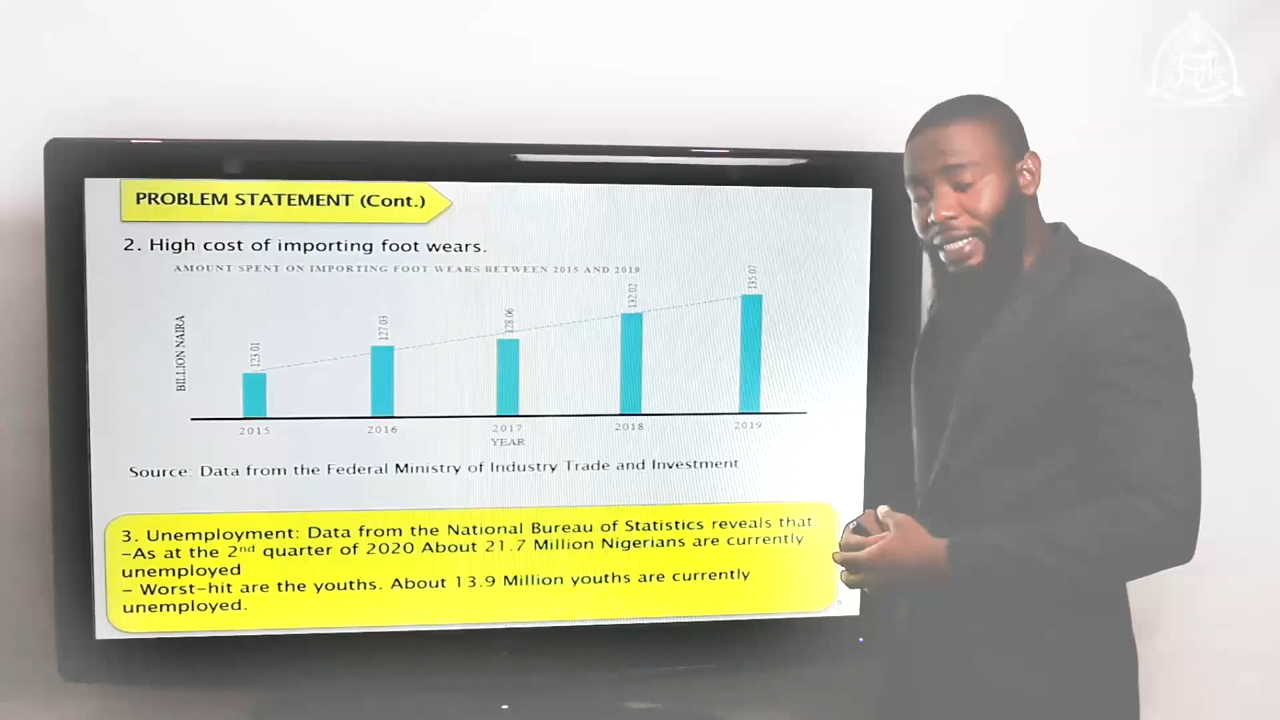 PROBLEM STATEMENT (Cont.)
2. High cost of importing foot wears.
AMOUNT SPENT ON IMPORTING FOOT WEARS BETWEEN 2015 AND 2019
BILLION NAIRA
123.01
127.03
128.06
132.02
135.07
2015 2016 2017 2018 2019
YEAR
Source: Data from the Federal Ministry of Industry Trade and Investment
3. Unemployment: Data from the National Bureau of Statistics reveals that:
-As at the 2nd quarter of 2020 About 21.7 Million Nigerians are currently
unemployed
- Worst-hit are the youths. About 13.9 Million youths are currently
unemployed.